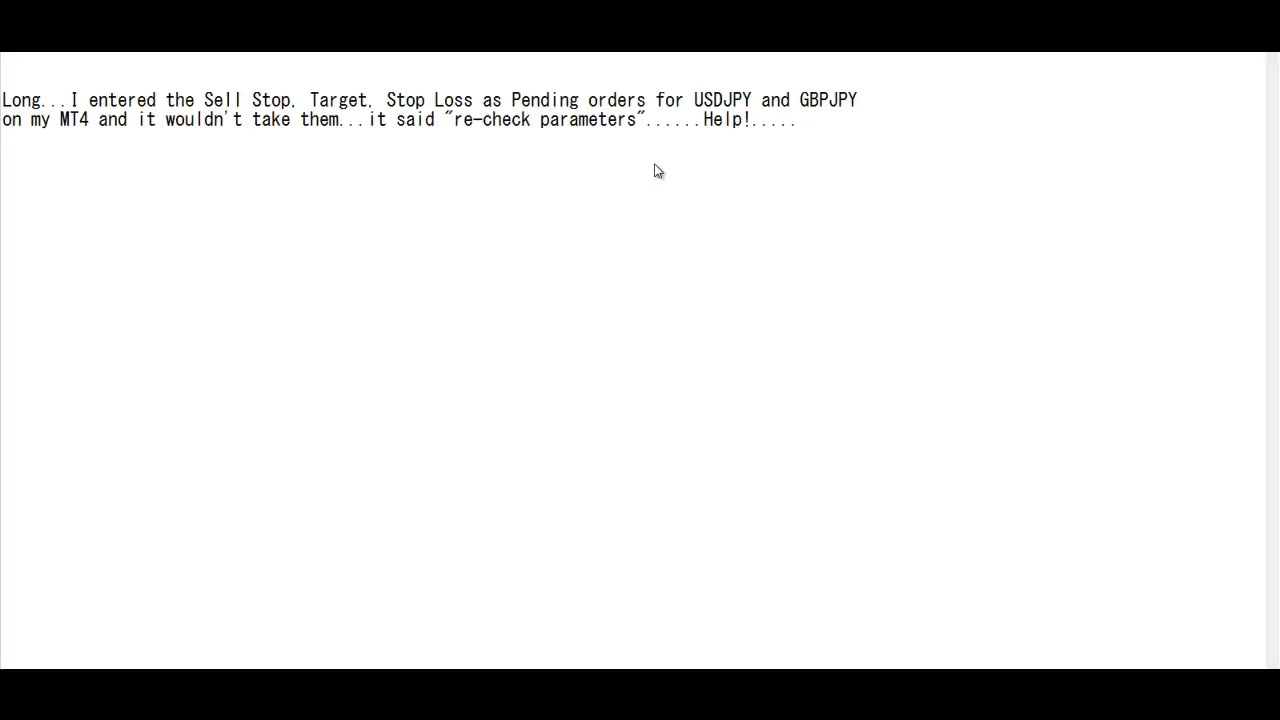 Long...I entered the Sell Stop, Target, Stop Loss as Pending orders for USDJPY and GBPJPY
on my MT4 and it wouldn't take them...it said "re-check parameters"......Help!.....